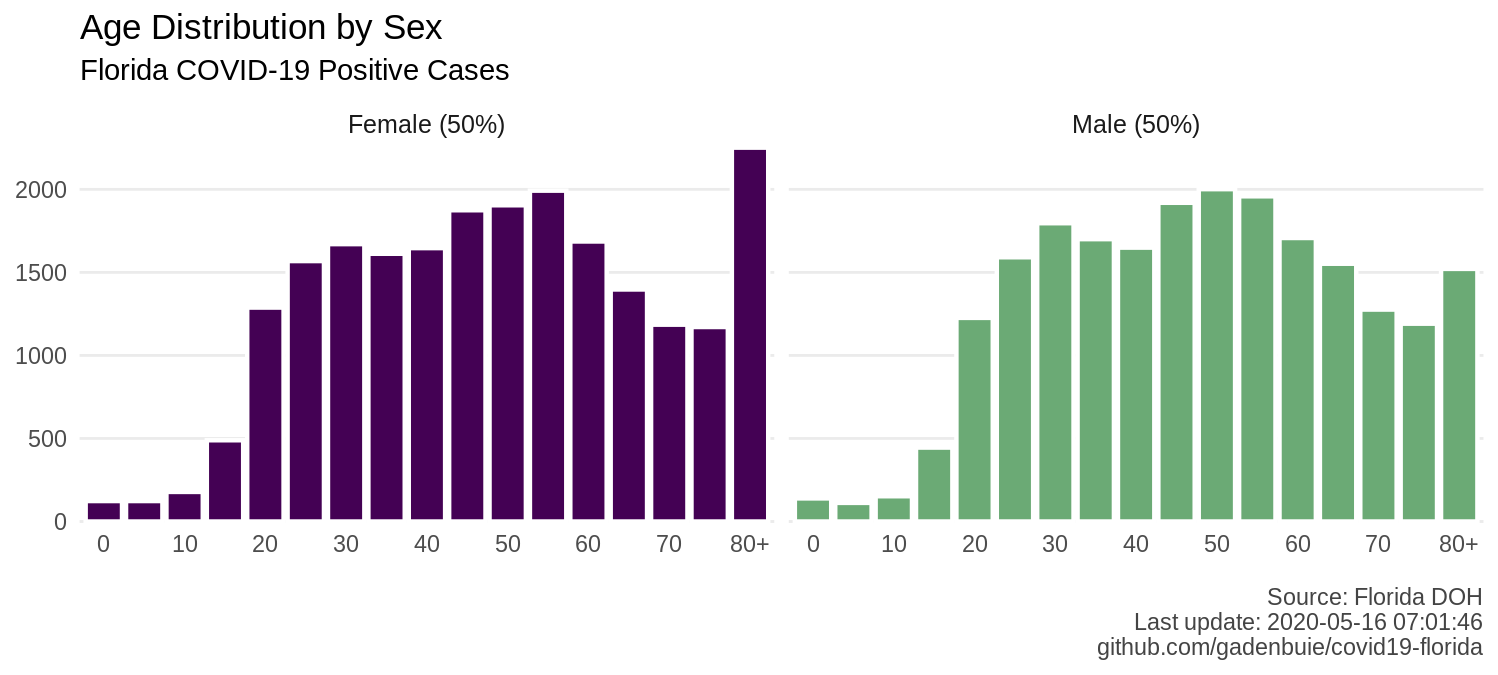 Age Distribution by Sex
Florida COVID-19 Positive Cases
Female (50%)
Male (50%)
2000
1500
1000
500
0
0 10 20 30 40 50 60 70 80+
0 10 20 30 40 50 60 70 80+
Source: Florida DOH
Last update: 2020-05-16 07:01:46
github.com/gadenbuie/covid19-florida